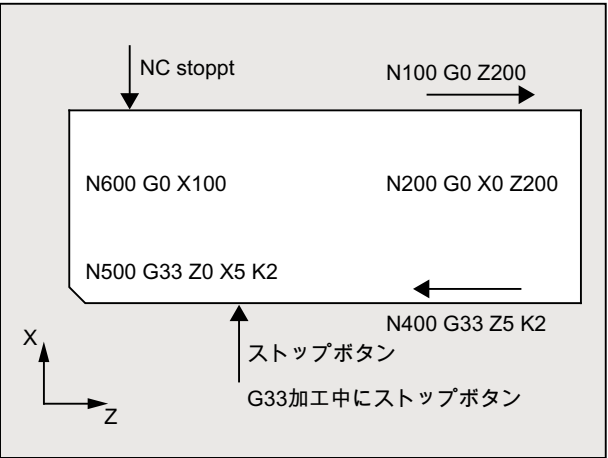 NC stoppt
N100 G0 Z200
N600 G0 X100
N200 G0 X0 Z200
N500 G33 Z0 X5 K2
N400 G33 Z5 K2
X
ストップボタン
G33加工中にストップボタン
Z